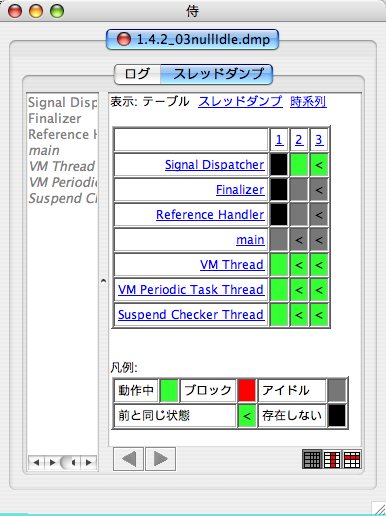 侍
1.4.2_03nullIdle.dmp
ログ スレッドダンプ
Signal Disp
Finalizer
Reference H
main
VM Thread
VM Periodic
Suspend Ch
表示: テーブル スレッドダンプ 時系列
1 2 3
Signal Dispatcher <
Finalizer <
Reference Handler <
main < <
VM Thread < <
VM Periodic Task Thread < <
Suspend Checker Thread < <
凡例:
動作中 ブロック アイドル
前と同じ状態 < 存在しない